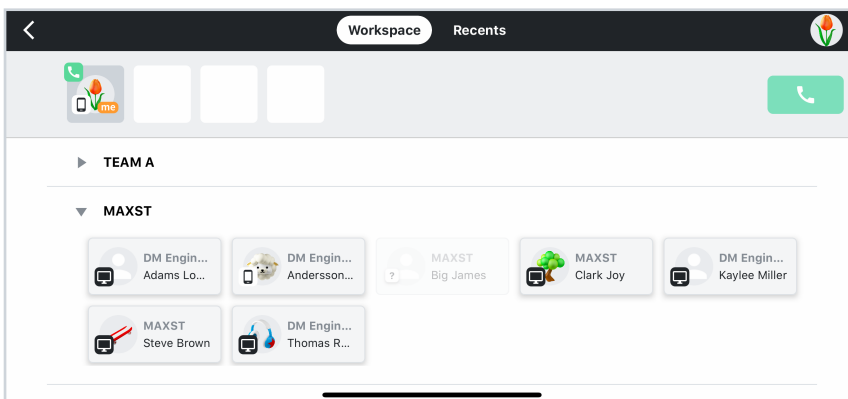 Workspace Recents
me
TEAM A
MAXST
DM Engin...
Adams Lo...
DM Engin...
Andersson...
?
MAXST
Big James
MAXST
Clark Joy
DM Engin...
Kaylee Miller
MAXST
Steve Brown
DM Engin...
Thomas R...